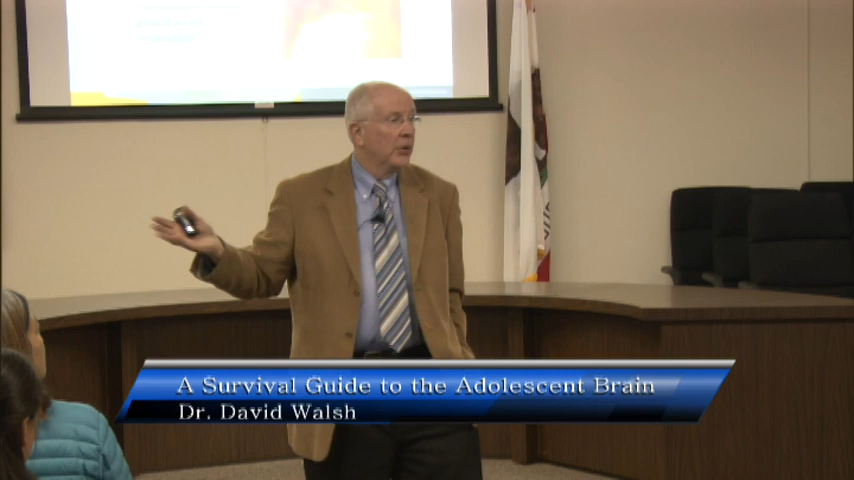 A Survival Guide to the Adolescent Brain
Dr. David Walsh